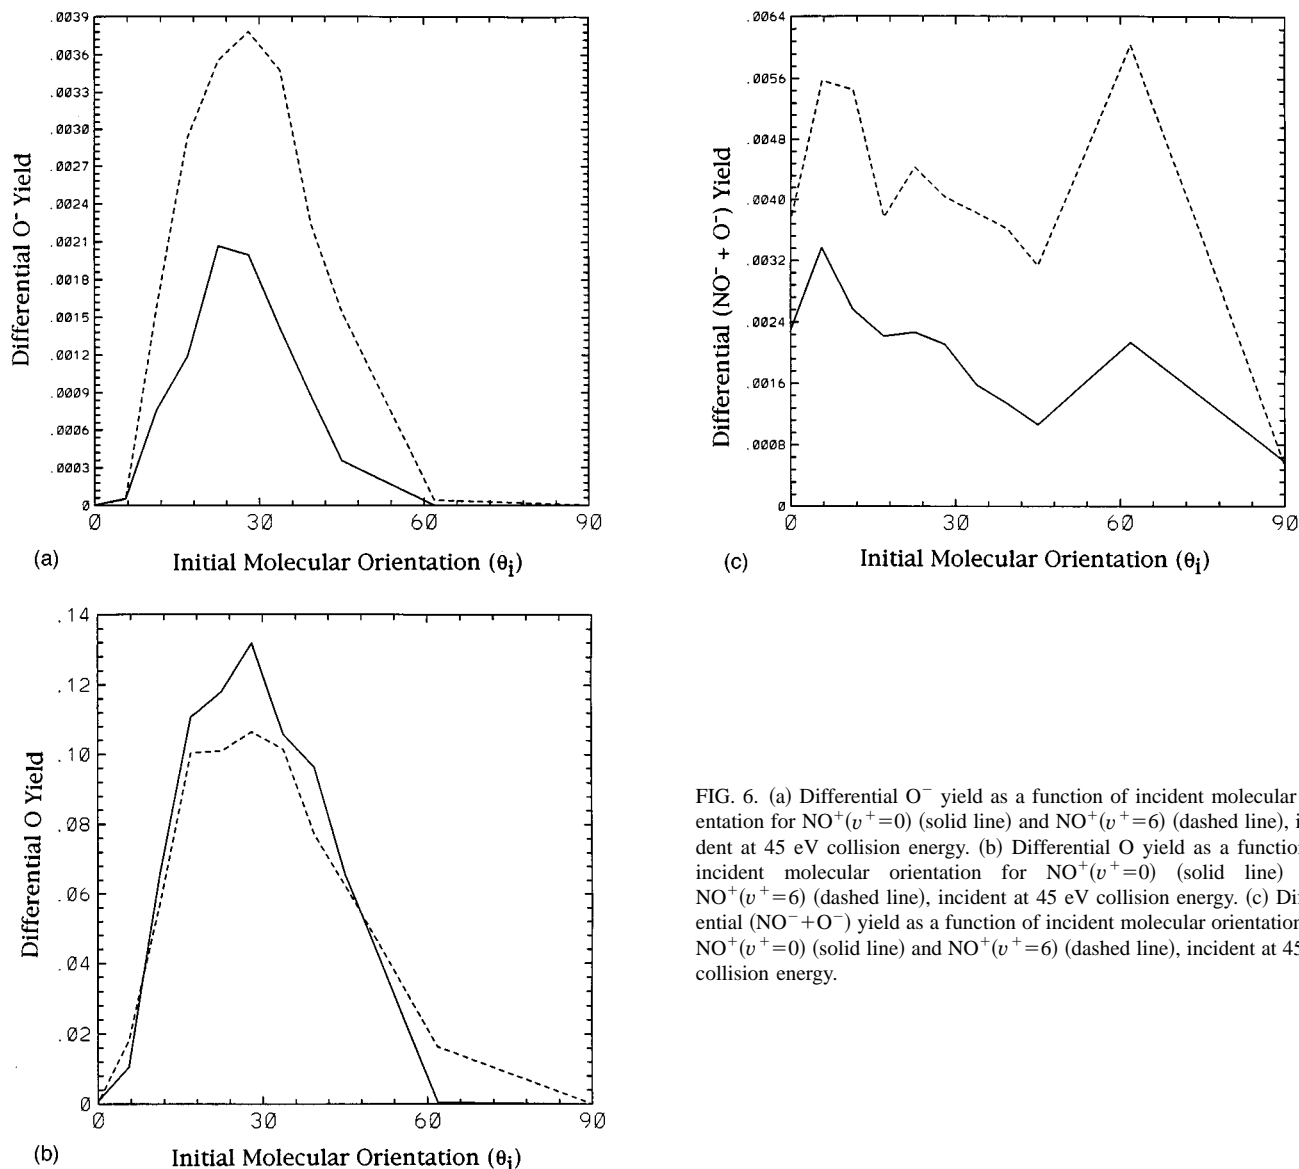 .0039
.0036
.0033
.0030
.0027
.0024
.0021
.0018
.0015
.0012
.0009
.0006
.0003
0
0 30 60 90
Differential O⁻ Yield
(a) Initial Molecular Orientation (θi)
.0064
.0056
.0048
.0040
.0032
.0024
.0016
.0008
0
0 30 60 90
Differential (NO⁻ + O⁻) Yield
(c) Initial Molecular Orientation (θi)
.14
.12
.10
.08
.06
.04
.02
0
0 30 60 90
Differential O Yield
(b) Initial Molecular Orientation (θi)
FIG. 6. (a) Differential O⁻ yield as a function of incident molecular
entation for NO⁺(v⁺=0) (solid line) and NO⁺(v⁺=6) (dashed line), i
dent at 45 eV collision energy. (b) Differential O yield as a function
incident molecular orientation for NO⁺(v⁺=0) (solid line)
NO⁺(v⁺=6) (dashed line), incident at 45 eV collision energy. (c) Di
ential (NO⁻+O⁻) yield as a function of incident molecular orientation
NO⁺(v⁺=0) (solid line) and NO⁺(v⁺=6) (dashed line), incident at 45
collision energy.